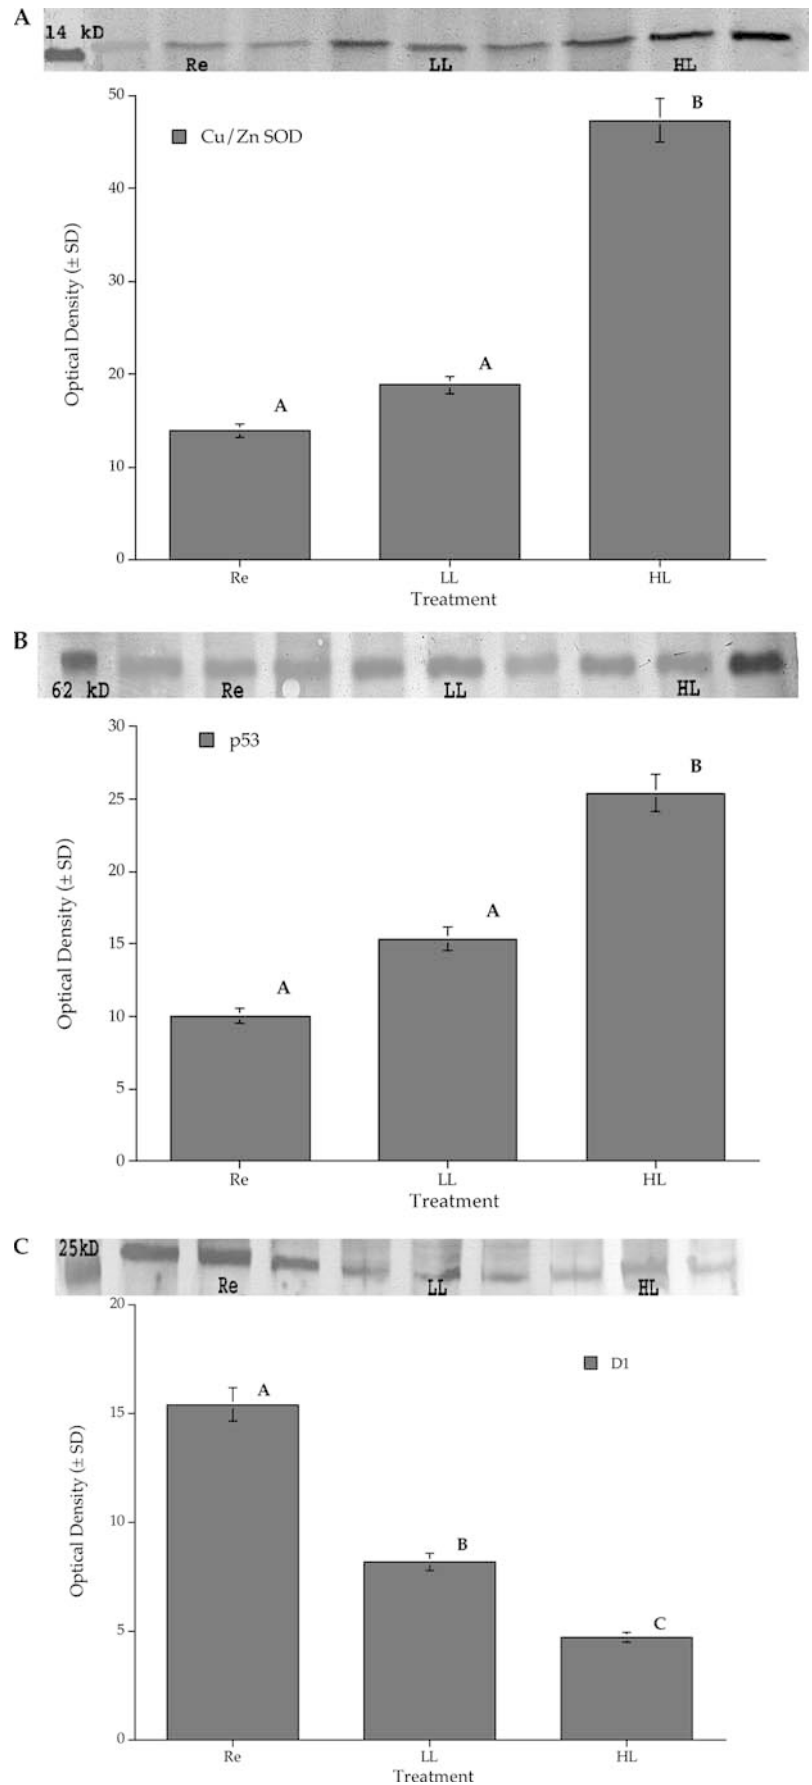 A
14 kD
Re LL HL
50
Cu/Zn SOD
B
40
Optical Density (± SD)
30
20
A
A
10
0
Re LL HL
Treatment
B
62 kD Re LL HL
30
p53
B
25
20
Optical Density (± SD)
A
15
A
10
5
0
Re LL HL
Treatment
C
25kD
Re LL HL
20
D1
A
15
Optical Density (± SD)
10
B
5
C
0
Re LL HL
Treatment